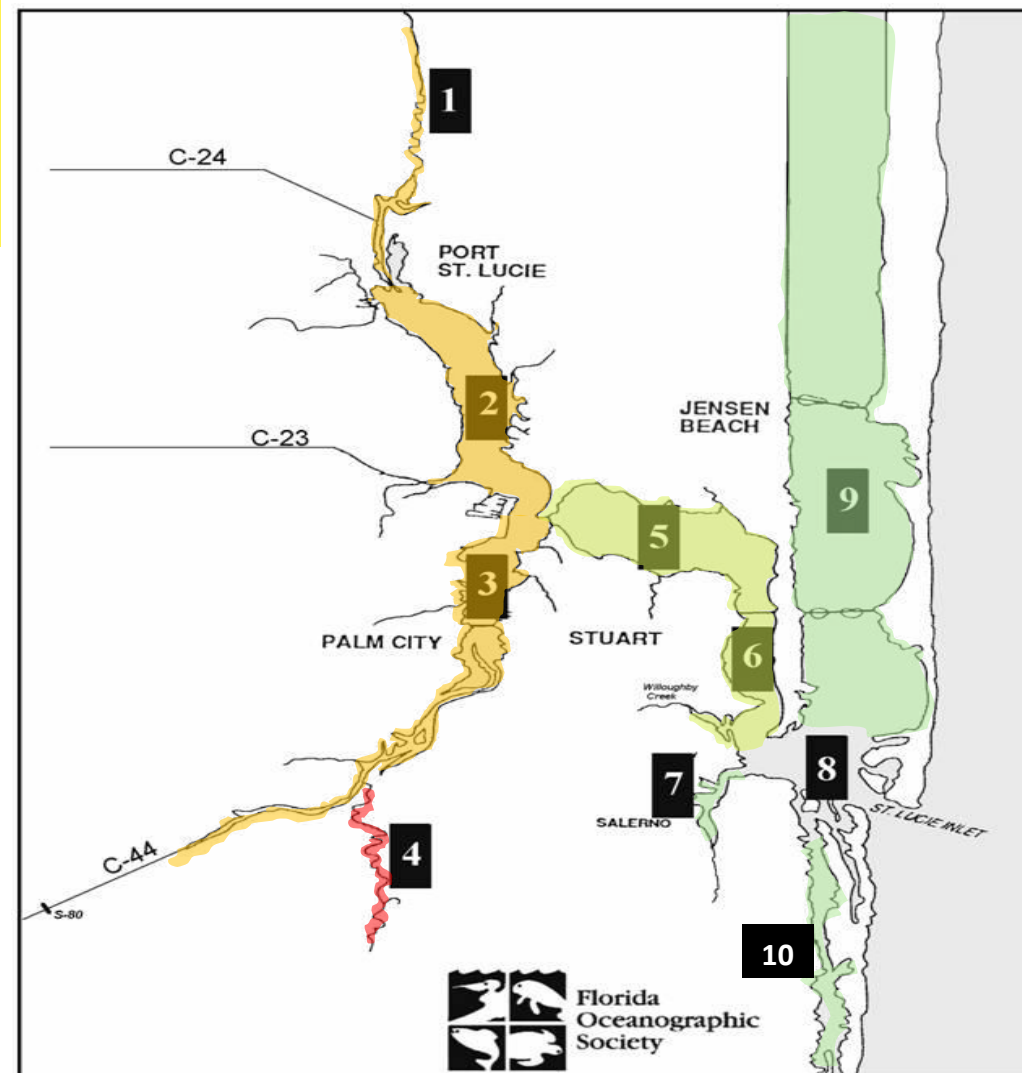 1
C-24
PORT
ST. LUCIE
2
JENSEN
BEACH
C-23
9
5
3
PALM CITY
STUART
6
Willoughby
Creek
7
8
SALERNO
ST. LUCIE INLET
C-44
4
S-80
10
Florida
Oceanographic
Society